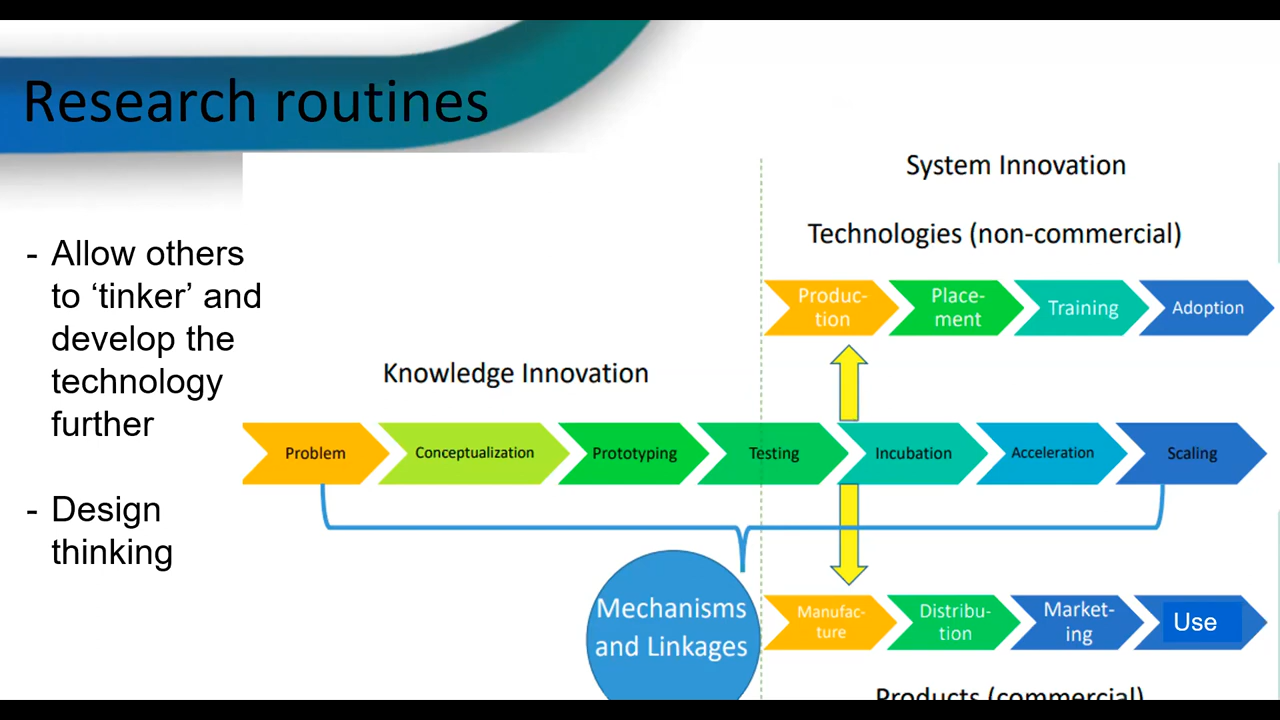 Research routines
- Allow others
to ‘tinker’ and
develop the
technology
further
- Design
thinking
System Innovation
Technologies (non-commercial)
Produc-
tion
Place-
ment
Training
Adoption
Knowledge Innovation
Problem
Conceptualization
Prototyping
Testing
Incubation
Acceleration
Scaling
Mechanisms
and Linkages
Manufac-
ture
Distribu-
tion
Market-
ing
Use
Products (commercial)